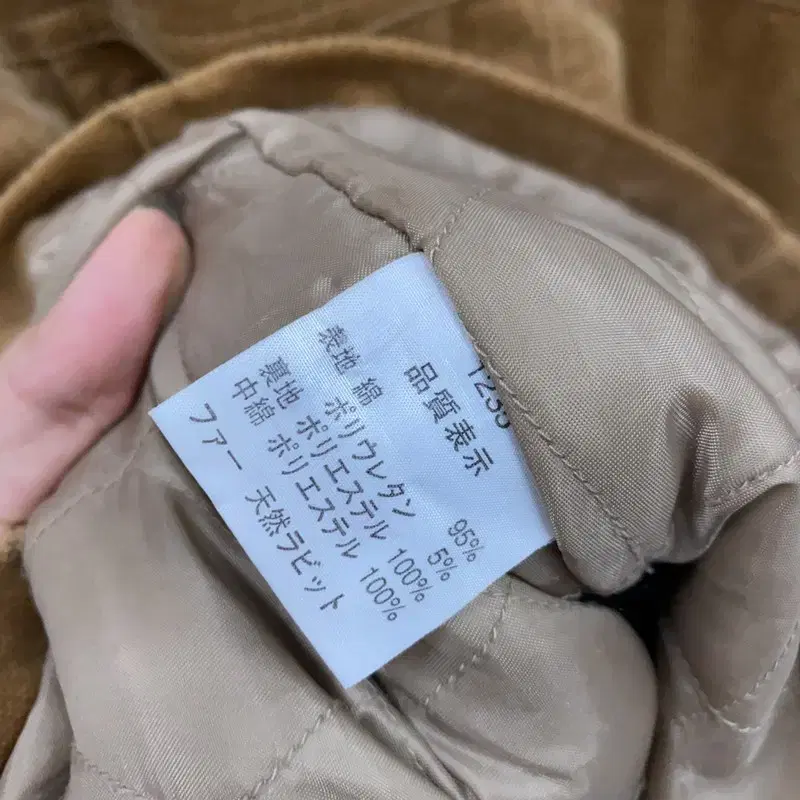 品質表示
表地 綿 95%
ポリウレタン 5%
裏地 ポリエステル 100%
中綿 ポリエステル 100%
ファー 天然ラビット